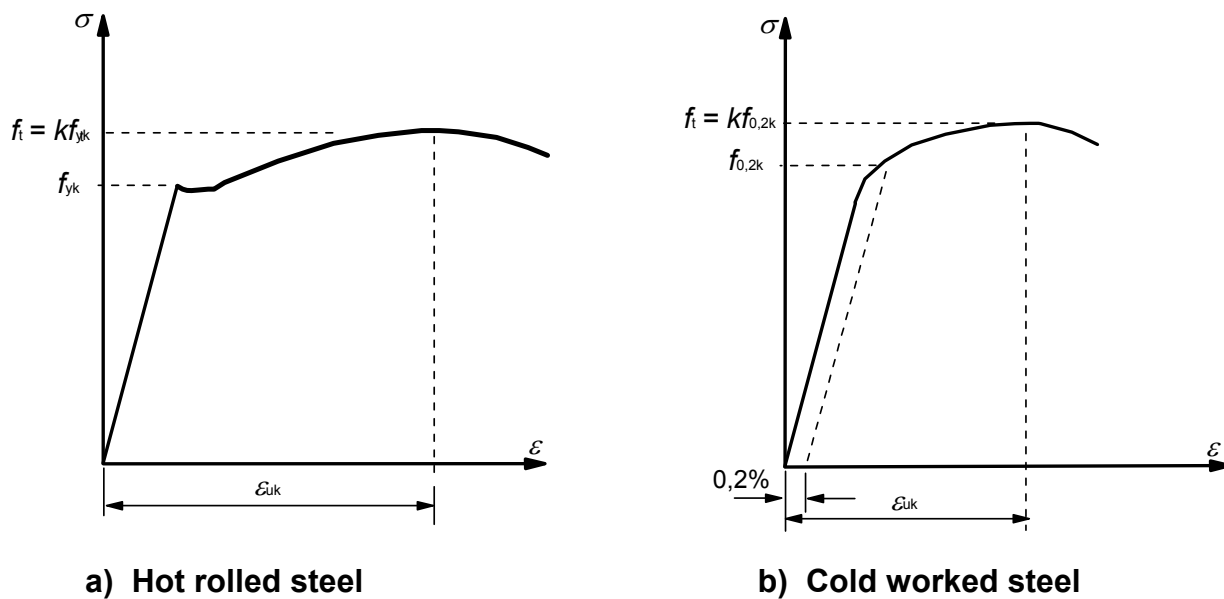 σ
f_t = kf_yk
f_yk
ε
ε_uk
a) Hot rolled steel
σ
f_t = kf_0,2k
f_0,2k
ε
0,2%
ε_uk
b) Cold worked steel